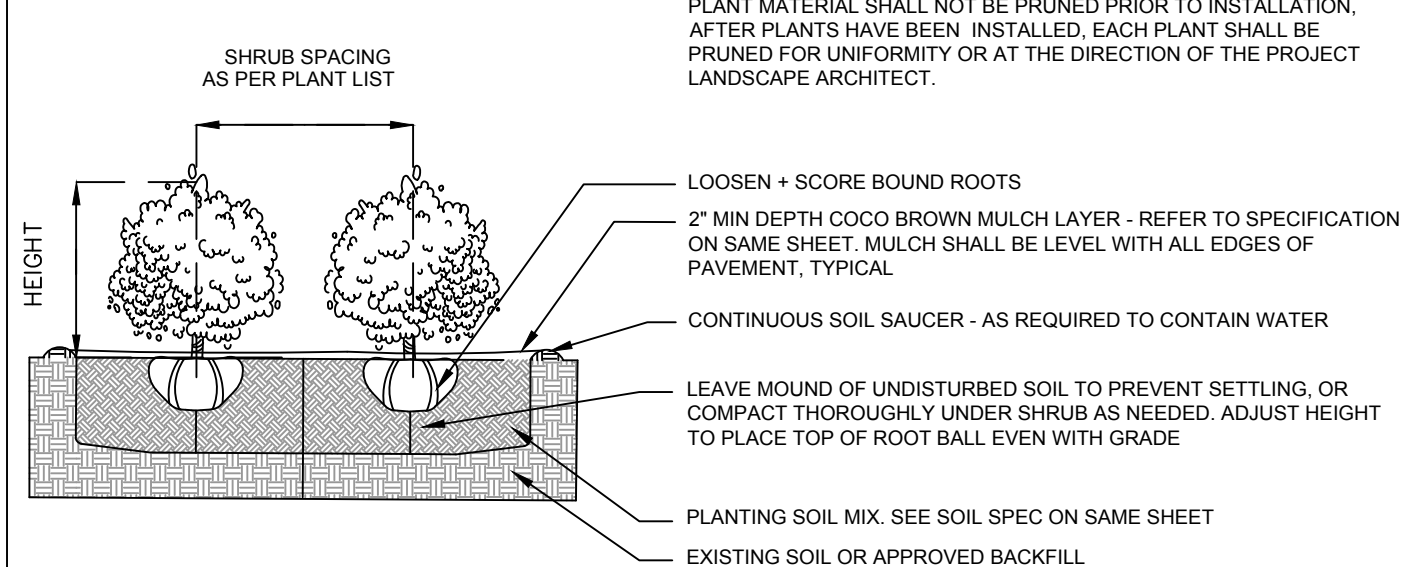 PLANT MATERIAL SHALL NOT BE PRUNED PRIOR TO INSTALLATION,
AFTER PLANTS HAVE BEEN INSTALLED, EACH PLANT SHALL BE
PRUNED FOR UNIFORMITY OR AT THE DIRECTION OF THE PROJECT
LANDSCAPE ARCHITECT.
SHRUB SPACING
AS PER PLANT LIST
HEIGHT
LOOSEN + SCORE BOUND ROOTS
2" MIN DEPTH COCO BROWN MULCH LAYER - REFER TO SPECIFICATION
ON SAME SHEET. MULCH SHALL BE LEVEL WITH ALL EDGES OF
PAVEMENT, TYPICAL
CONTINUOUS SOIL SAUCER - AS REQUIRED TO CONTAIN WATER
LEAVE MOUND OF UNDISTURBED SOIL TO PREVENT SETTLING, OR
COMPACT THOROUGHLY UNDER SHRUB AS NEEDED. ADJUST HEIGHT
TO PLACE TOP OF ROOT BALL EVEN WITH GRADE
PLANTING SOIL MIX. SEE SOIL SPEC ON SAME SHEET
EXISTING SOIL OR APPROVED BACKFILL